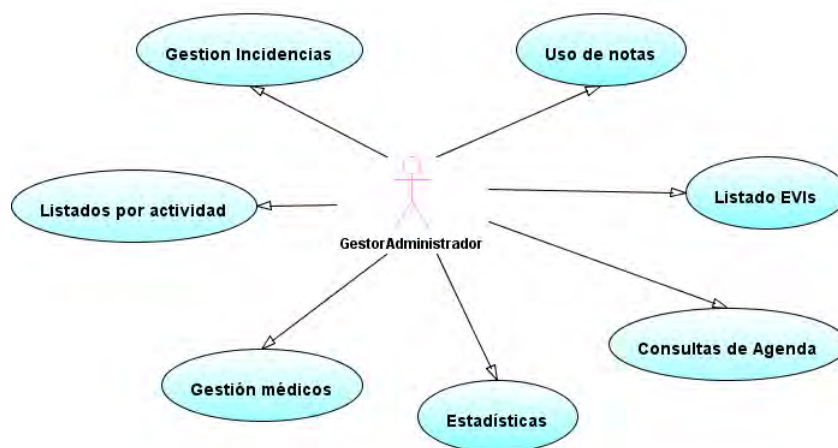 Gestion Incidencias
Uso de notas
Listados por actividad
Listado EVIs
GestorAdministrador
Consultas de Agenda
Gestión médicos
Estadísticas